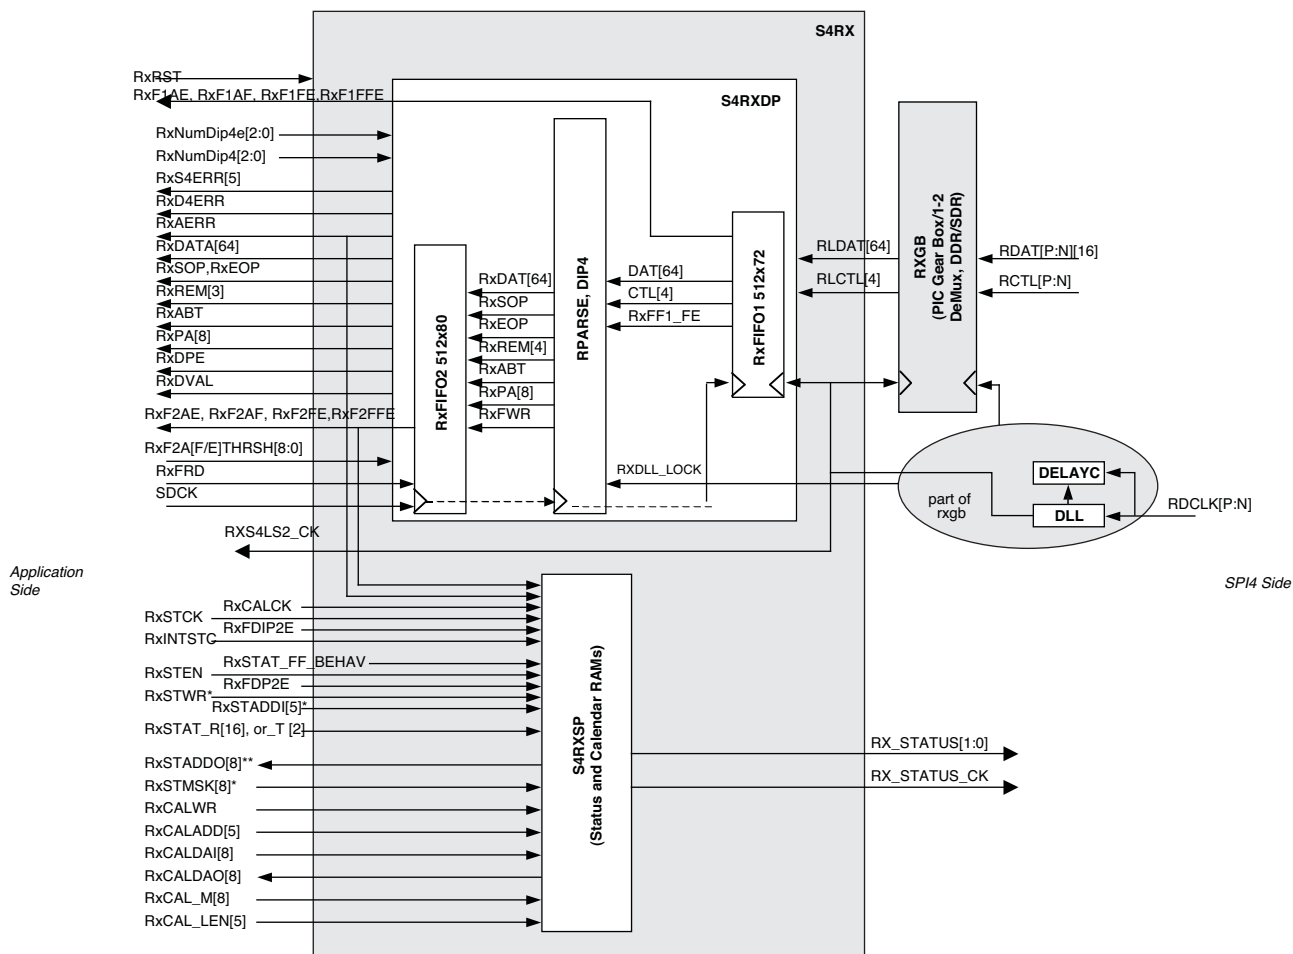 S4RX
RxRST
RxF1AE, RxF1AF, RxF1FE,RxF1FFE
S4RXDP
RxNumDip4e[2:0]
RxNumDip4[2:0]
RxS4ERR[5]
RxD4ERR
RxAERR
RxDATA[64]
RxSOP,RxEOP
RxREM[3]
RxABT
RxPA[8]
RxDPE
RxDVAL
RxF2AE, RxF2AF, RxF2FE,RxF2FFE
RxF2A[F/E]THRSH[8:0]
RxFRD
SDCK
RxFIFO2 512x80
RxDAT[64]
RxSOP
RxEOP
RxREM[4]
RxABT
RxPA[8]
RxFWR
RPARSE, DIP4
DAT[64]
CTL[4]
RxFF1_FE
RXDLL_LOCK
RxFIFO1 512x72
RLDAT[64]
RLCTL[4]
RXGB
(PIC Gear Box/1-2
DeMux, DDR/SDR)
RDAT[P:N][16]
RCTL[P:N]
DELAYC
DLL
part of
rxgb
RDCLK[P:N]
RXS4LS2_CK
Application
Side
SPI4 Side
RxCALCK
RxSTCK
RxFDIP2E
RxINTSTC
RxSTAT_FF_BEHAV
RxSTEN
RxFDP2E
RxSTWR*
RxSTADDI[5]*
RxSTAT_R[16], or_T [2]
RxSTADDO[8]**
RxSTMSK[8]*
RxCALWR
RxCALADD[5]
RxCALDAI[8]
RxCALDAO[8]
RxCAL_M[8]
RxCAL_LEN[5]
S4RXSP
(Status and Calendar RAMs)
RX_STATUS[1:0]
RX_STATUS_CK